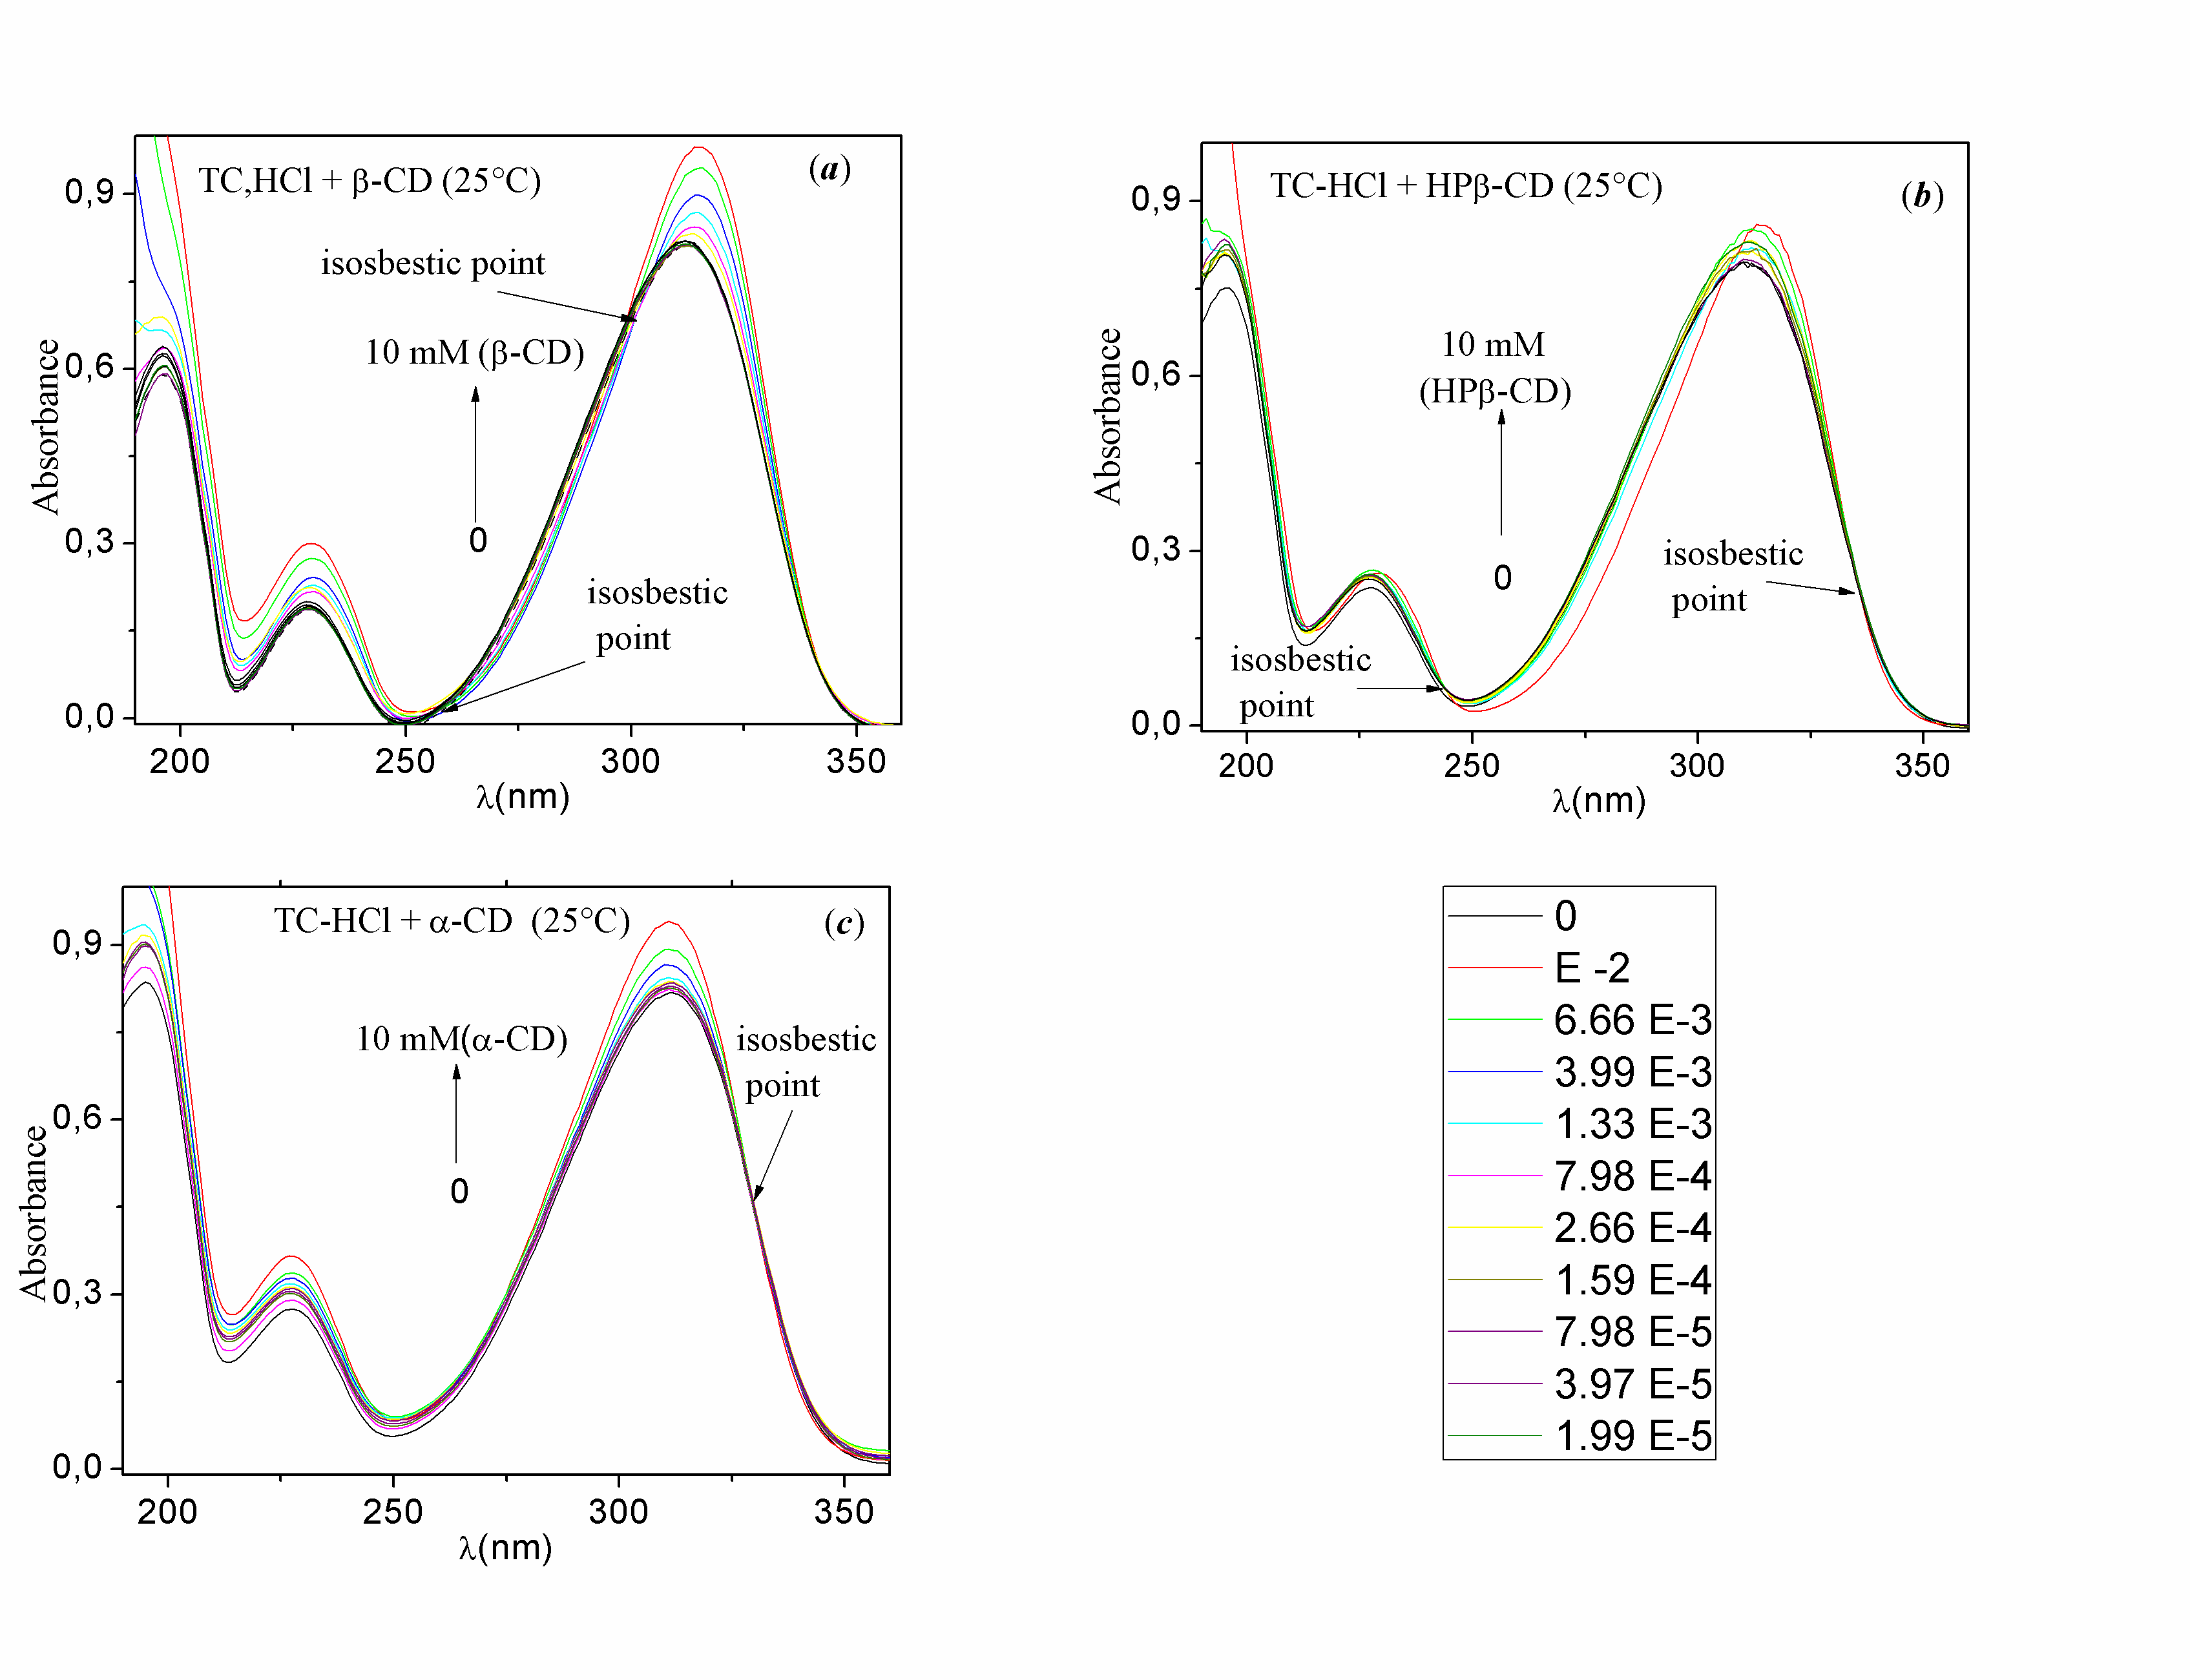 TC,HCl + β-CD (25°C)
(a)
isosbestic point
10 mM (β-CD)
0
isosbestic
point
Absorbance
0,9
0,6
0,3
0,0
200
250
300
350
λ(nm)
TC-HCl + HPβ-CD (25°C)
(b)
10 mM
(HPβ-CD)
0
isosbestic
point
isosbestic
point
Absorbance
0,9
0,6
0,3
0,0
200
250
300
350
λ(nm)
TC-HCl + α-CD (25°C)
(c)
10 mM(α-CD)
0
isosbestic
point
Absorbance
0,9
0,6
0,3
0,0
200
250
300
350
λ(nm)
0
E -2
6.66 E-3
3.99 E-3
1.33 E-3
7.98 E-4
2.66 E-4
1.59 E-4
7.98 E-5
3.97 E-5
1.99 E-5